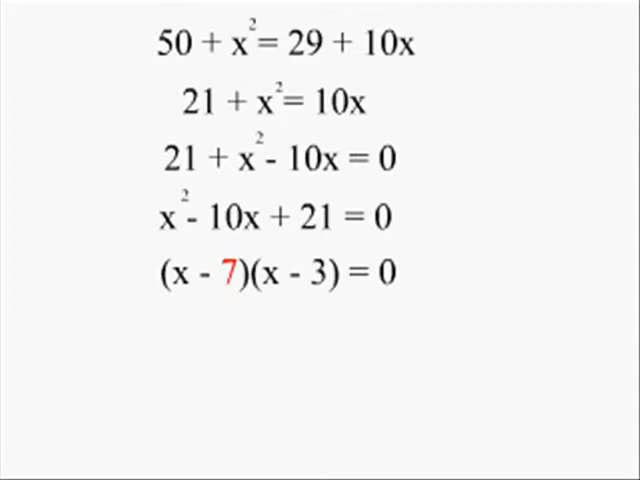 50 + x² = 29 + 10x
21 + x² = 10x
21 + x² - 10x = 0
x² - 10x + 21 = 0
(x - 7)(x - 3) = 0